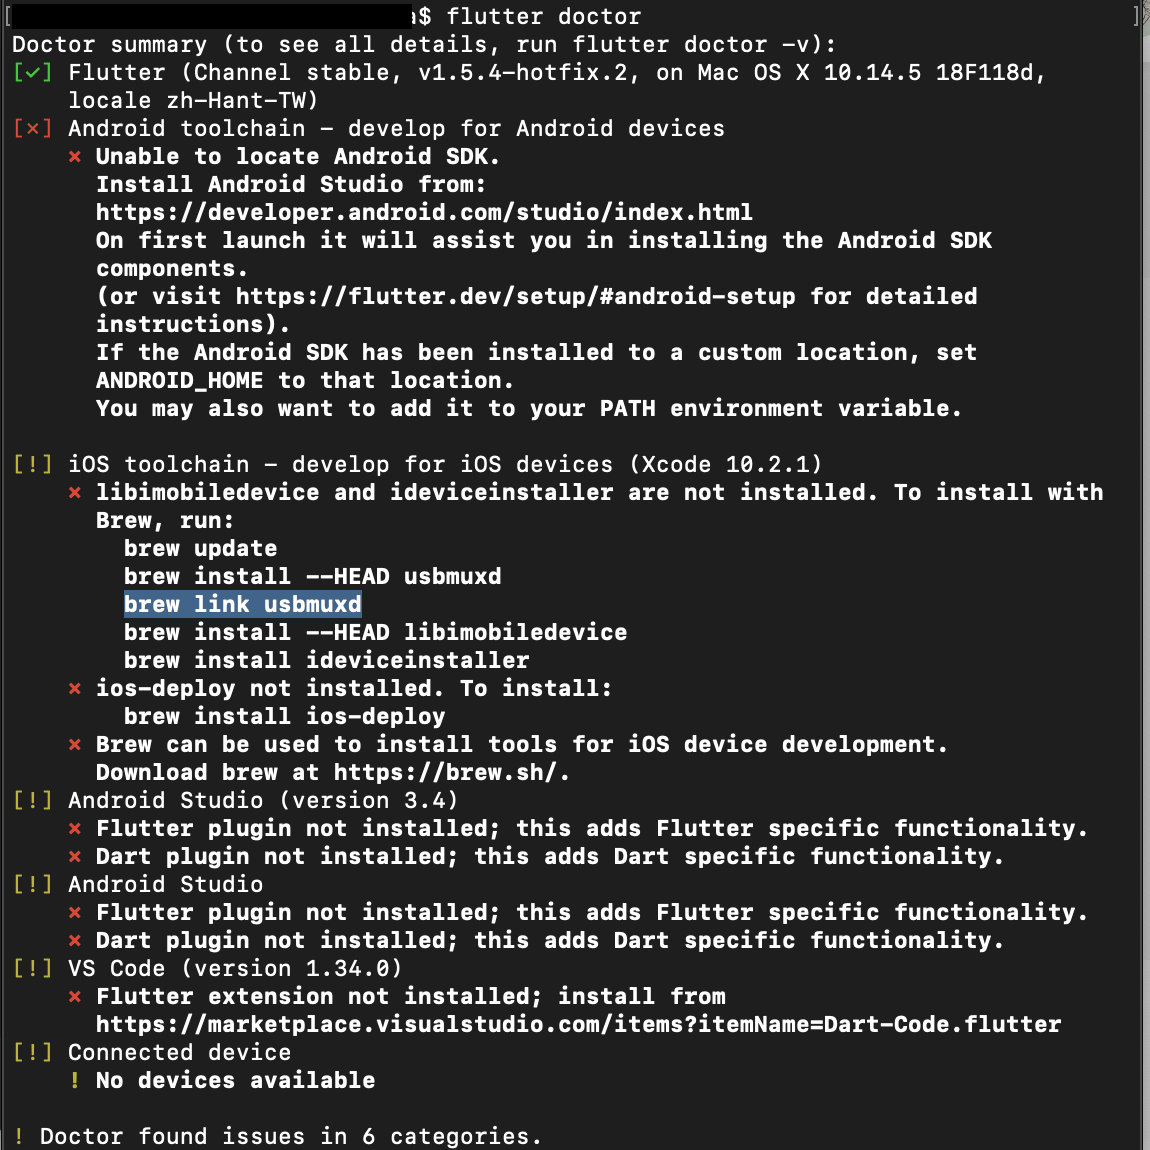 $ flutter doctor
Doctor summary (to see all details, run flutter doctor -v):
[✓] Flutter (Channel stable, v1.5.4-hotfix.2, on Mac OS X 10.14.5 18F118d,
locale zh-Hant-TW)
[✗] Android toolchain - develop for Android devices
✗ Unable to locate Android SDK.
Install Android Studio from:
https://developer.android.com/studio/index.html
On first launch it will assist you in installing the Android SDK
components.
(or visit https://flutter.dev/setup/#android-setup for detailed
instructions).
If the Android SDK has been installed to a custom location, set
ANDROID_HOME to that location.
You may also want to add it to your PATH environment variable.
[!] iOS toolchain - develop for iOS devices (Xcode 10.2.1)
✗ libimobiledevice and ideviceinstaller are not installed. To install with
Brew, run:
brew update
brew install --HEAD usbmuxd
brew link usbmuxd
brew install --HEAD libimobiledevice
brew install ideviceinstaller
✗ ios-deploy not installed. To install:
brew install ios-deploy
✗ Brew can be used to install tools for iOS device development.
Download brew at https://brew.sh/.
[!] Android Studio (version 3.4)
✗ Flutter plugin not installed; this adds Flutter specific functionality.
✗ Dart plugin not installed; this adds Dart specific functionality.
[!] Android Studio
✗ Flutter plugin not installed; this adds Flutter specific functionality.
✗ Dart plugin not installed; this adds Dart specific functionality.
[!] VS Code (version 1.34.0)
✗ Flutter extension not installed; install from
https://marketplace.visualstudio.com/items?itemName=Dart-Code.flutter
[!] Connected device
! No devices available
! Doctor found issues in 6 categories.